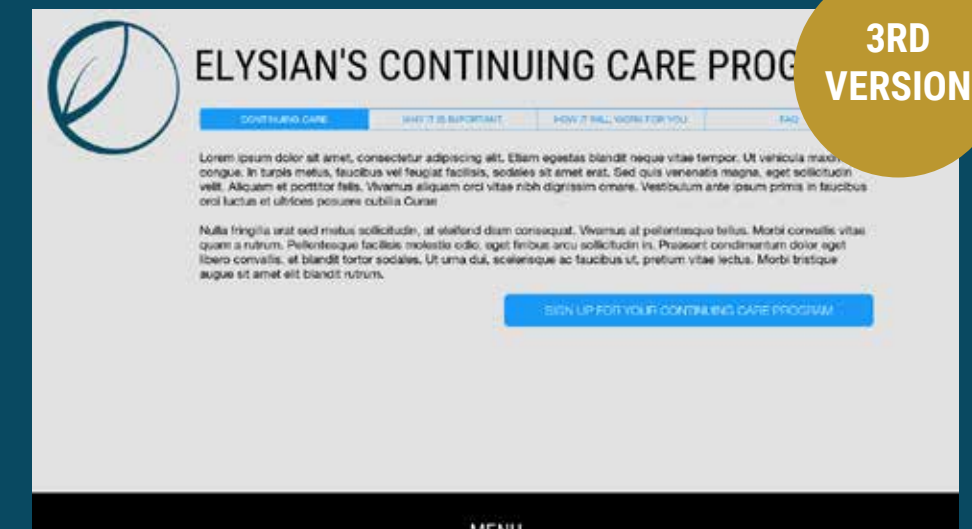 3RD
VERSION
ELYSIAN'S CONTINUING CARE PROG
CONTINUING CARE
WHY IT IS IMPORTANT
HOW IT WILL WORK FOR YOU
FAQ
Lorem ipsum dolor sit amet, consectetur adipiscing elit. Etiam egestas blandit neque vitae tempor. Ut vehicula
congue. In turpis metus, faucibus vel feugiat facilisis, sodales sit amet erat. Sed quis venenatis magna, eget sollicitudin
velit. Aliquam et porttitor felis. Vivamus aliquam orci vitae nibh dignissim ornare. Vestibulum ante ipsum primis in faucibus
orci luctus et ultrices posuere cubilia Curae
Nulla fringilla erat sed metus sollicitudin, at eleifend diam consequat. Vivamus at pellentesque tellus. Morbi convallis vitae
quam a rutrum. Pellentesque facilisis molestie odio, eget finibus arcu sollicitudin in. Praesent condimentum dolor eget
libero convallis, et blandit tortor sodales. Ut urna dui, scelerisque ac faucibus ut, pretium vitae lectus. Morbi tristique
augue sit amet elit blandit rutrum.
SIGN UP FOR YOUR CONTINUING CARE PROGRAM
MENU